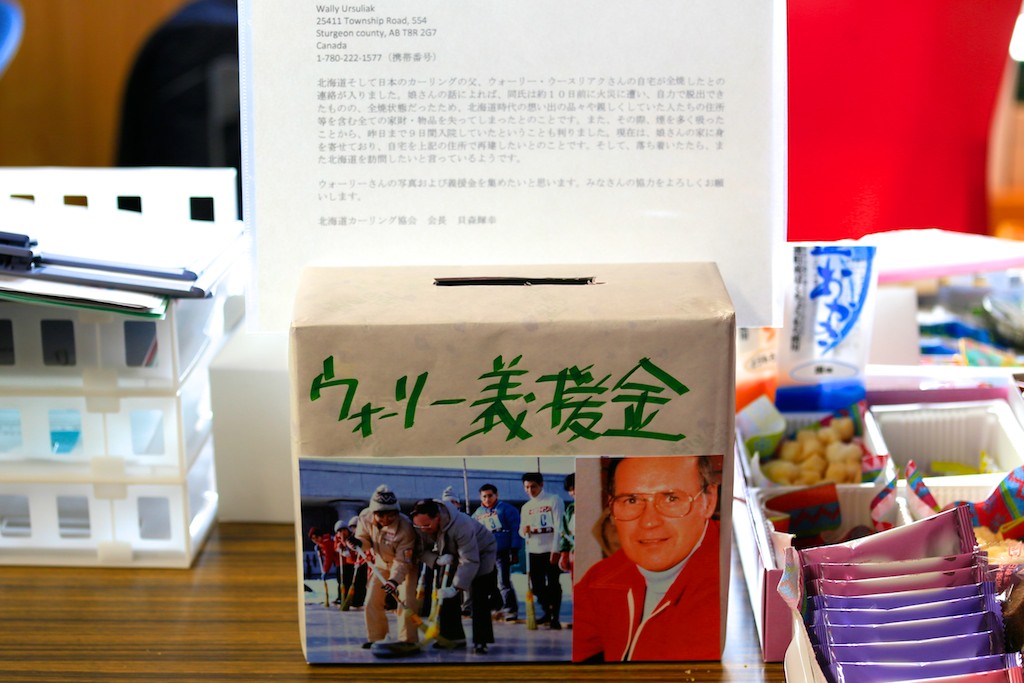 Wally Ursuliak
25411 Township Road, 554
Sturgeon county, AB T8R 2G7
Canada
1-780-222-1577（携帯番号）
北海道そして日本のカーリングの父、ウォーリー・ウースリアクさんの自宅が全焼したとの
連絡が入りました。娘さんの話によれば、同氏は約１０日前に火災に遭い、自力で脱出でき
たものの、全焼状態だったため、北海道時代の想い出の品々や親しくしていた人たちの住所
等を含む全ての家財・物品を失ってしまったとのことです。また、その際、煙を多く吸った
ことから、昨日まで９日間入院していたということも判りました。現在は、娘さんの家に身
を寄せており、自宅を上記の住所で再建したいとのことです。そして、落ち着いたたら、ま
た北海道を訪問したいと言っているようです。
ウォーリーさんの写真および義援金を集めたいと思います。みなさんの協力をよろしくお願
いします。
北海道カーリング協会　会長　貝森輝幸
ウォーリー義援金